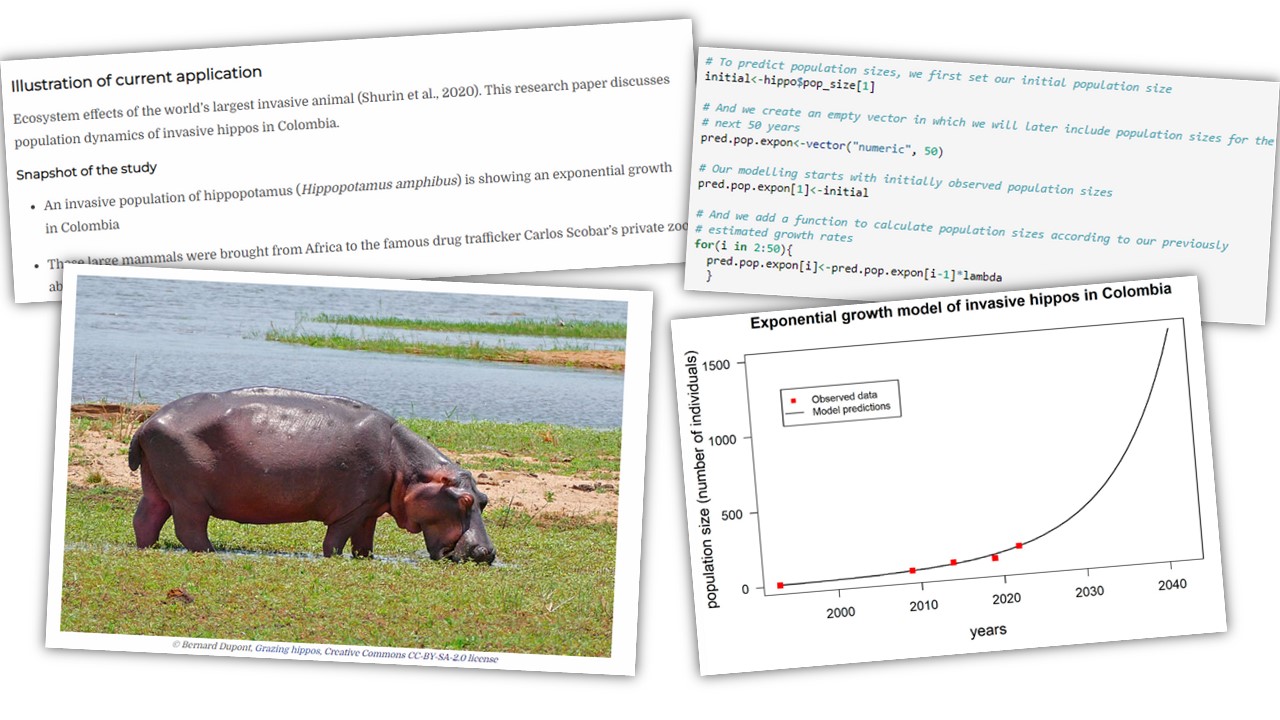 Illustration of current application
Ecosystem effects of the world's largest invasive animal (Shurin et al., 2020). This research paper discusses
population dynamics of invasive hippos in Colombia.
Snapshot of the study
• An invasive population of hippopotamus (Hippopotamus amphibus) is showing an exponential growth
in Colombia
• These large mammals were brought from Africa to the famous drug trafficker Carlos Scobar's private zoo
ab
# To predict population sizes, we first set our initial population size
initial<-hippo$pop_size[1]
# And we create an empty vector in which we will later include population sizes for the
# next 50 years
pred.pop.expon<-vector("numeric", 50)
# Our modelling starts with initially observed population sizes
pred.pop.expon[1]<-initial
# And we add a function to calculate population sizes according to our previously
# estimated growth rates
for(i in 2:50){
pred.pop.expon[i]<-pred.pop.expon[i-1]*lambda
}
© Bernard Dupont, Grazing hippos, Creative Commons CC-BY-SA-2.0 license
Exponential growth model of invasive hippos in Colombia
population size (number of individuals)
1500
1000
500
0
Observed data
Model predictions
2000 2010 2020 2030 2040
years